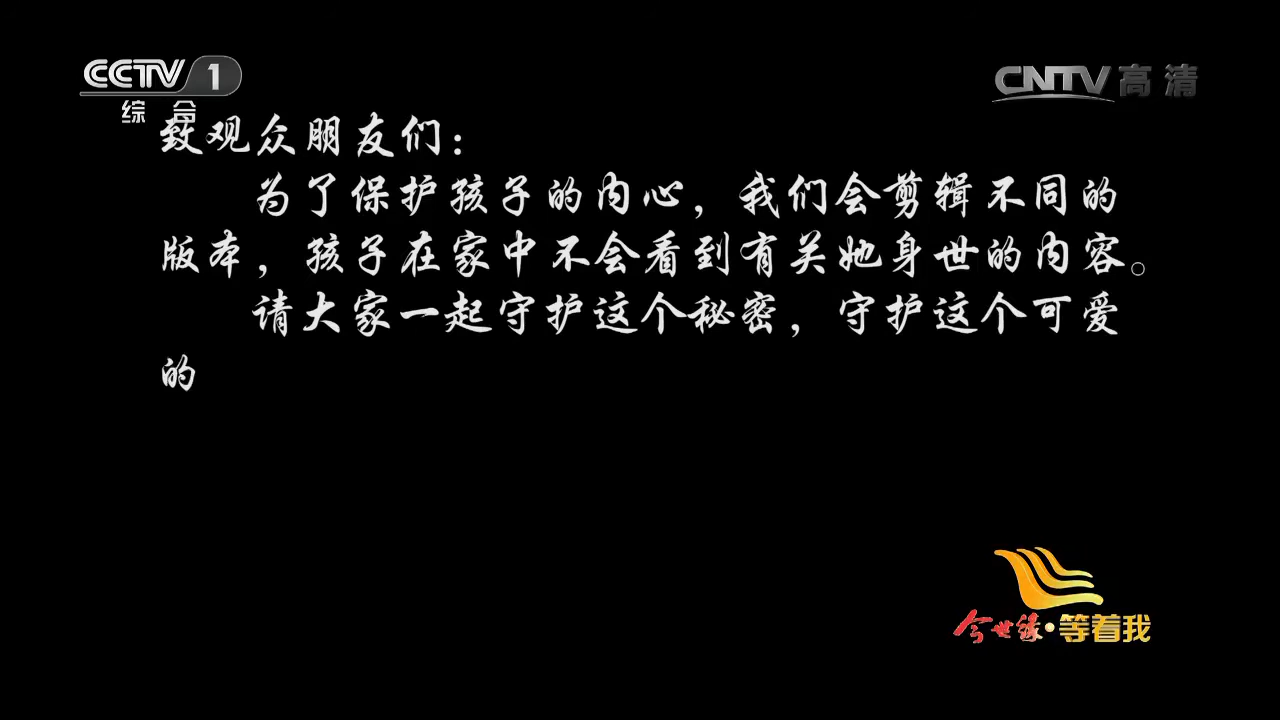 CCTV 1
综合
CNTV 高清
致观众朋友们：
为了保护孩子的内心，我们会剪辑不同的
版本，孩子在家中不会看到有关她身世的内容。
请大家一起守护这个秘密，守护这个可爱
的
今世缘·等着我